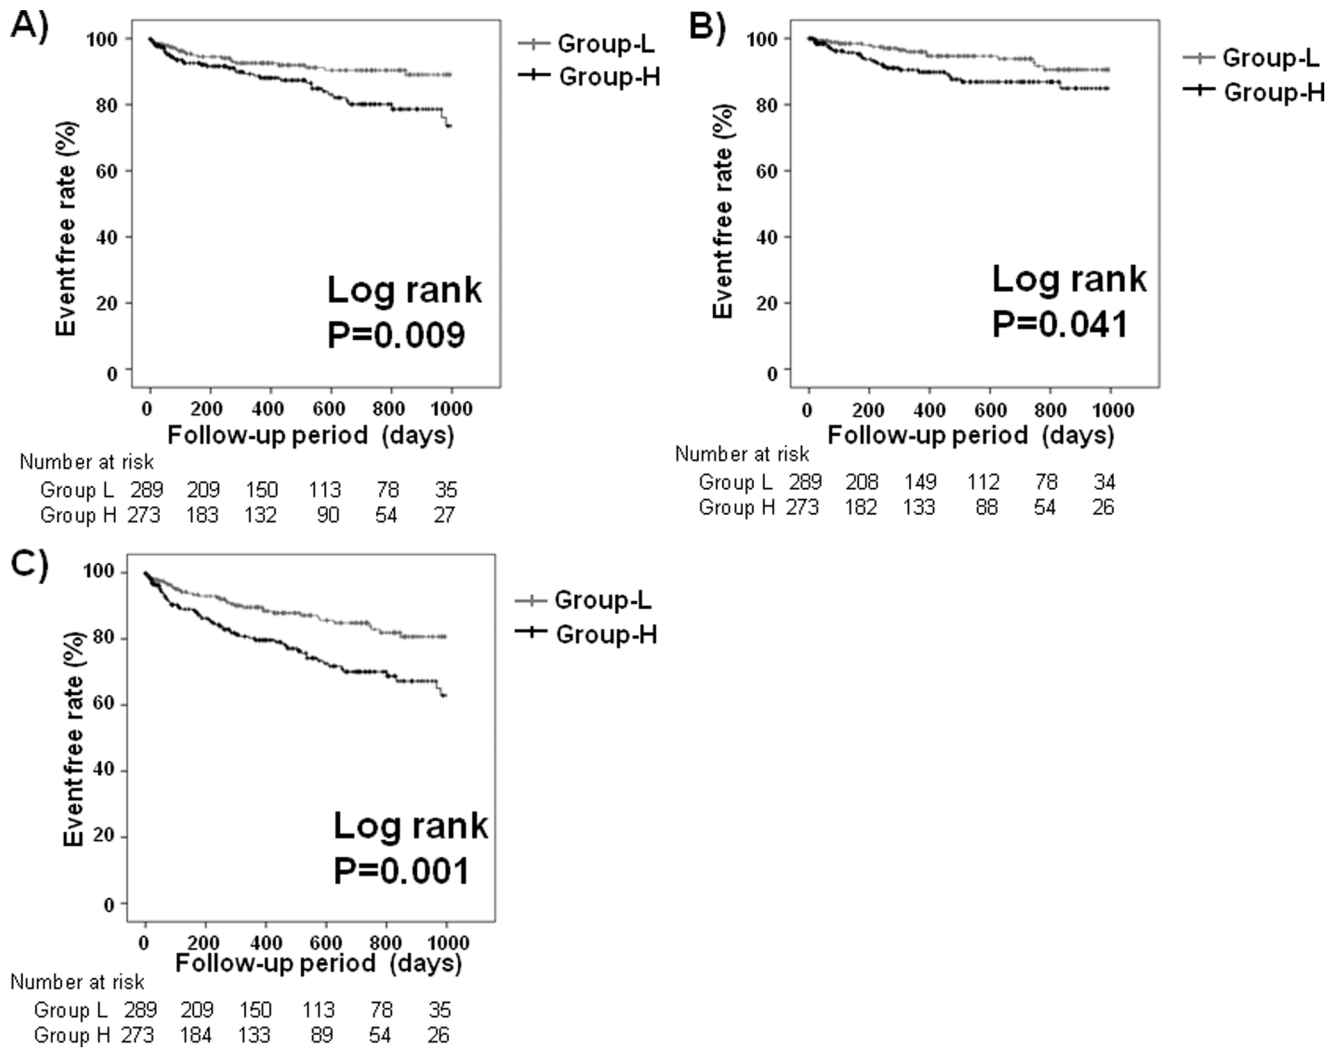 A)
Group-L
Group-H
Event free rate (%)
100
80
60
40
20
0
Log rank
P=0.009
0 200 400 600 800 1000
Follow-up period (days)
Number at risk
Group L 289 209 150 113 78 35
Group H 273 183 132 90 54 27
B)
Group-L
Group-H
Event free rate (%)
100
80
60
40
20
0
Log rank
P=0.041
0 200 400 600 800 1000
Follow-up period (days)
Number at risk
Group L 289 208 149 112 78 34
Group H 273 182 133 88 54 26
C)
Group-L
Group-H
Event free rate (%)
100
80
60
40
20
0
Log rank
P=0.001
0 200 400 600 800 1000
Follow-up period (days)
Number at risk
Group L 289 209 150 113 78 35
Group H 273 184 133 89 54 26